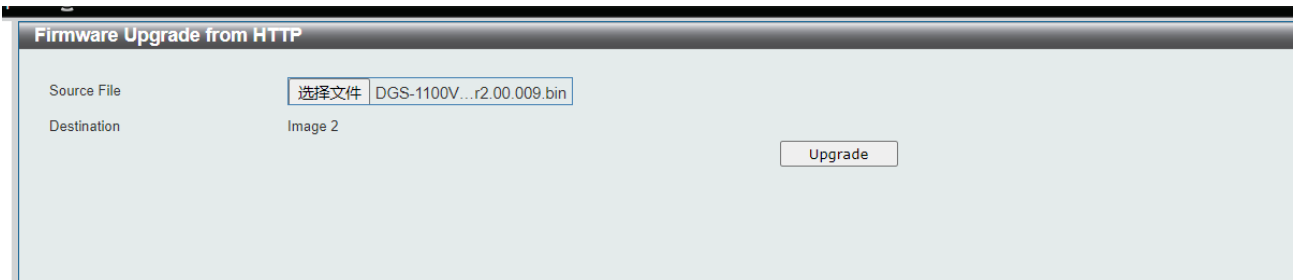 Firmware Upgrade from HTTP
Source File 选择文件 DGS-1100V...r2.00.009.bin
Destination Image 2
Upgrade